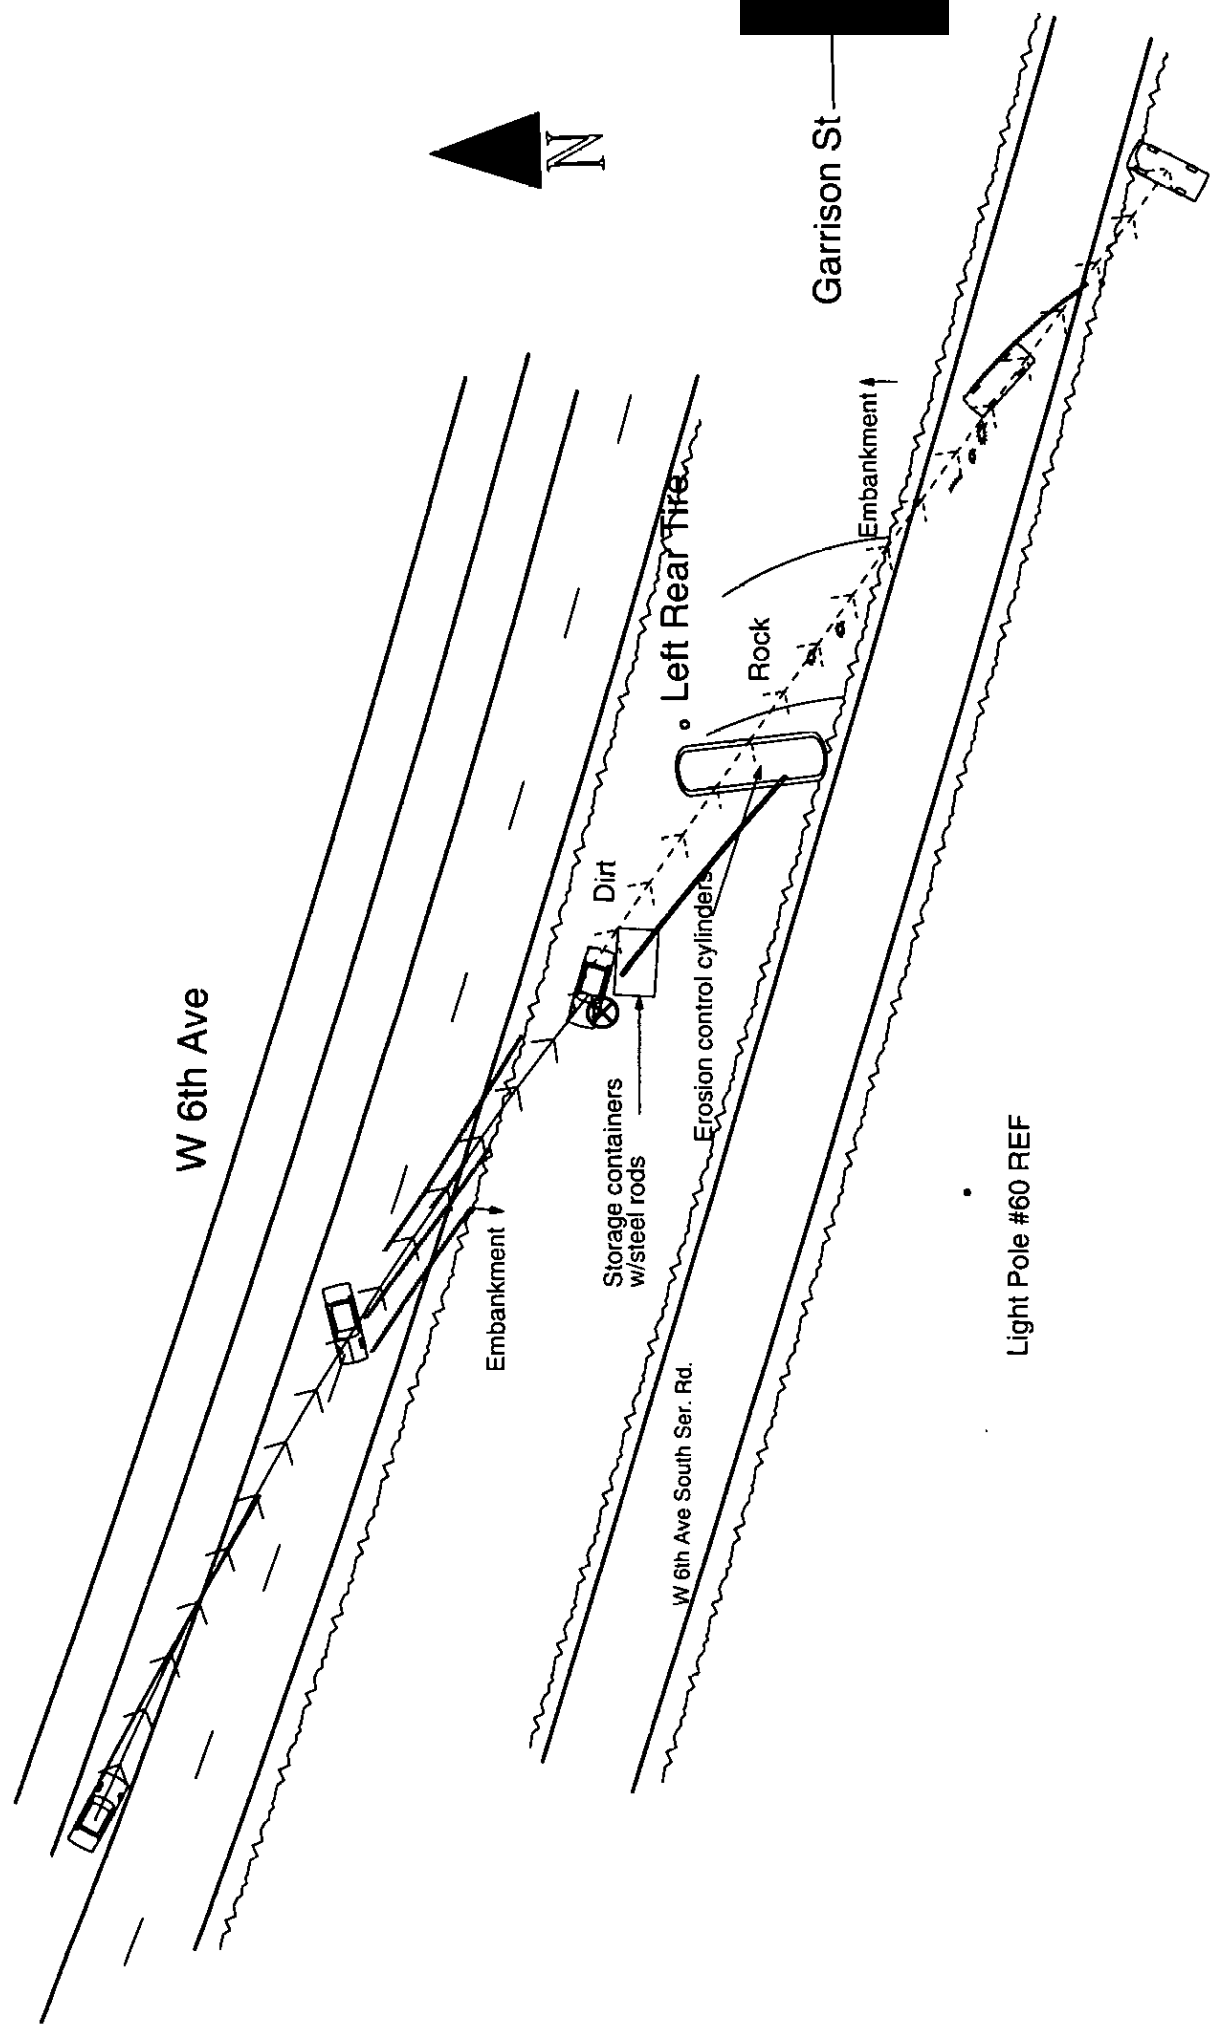 N
Garrison St
W 6th Ave
Left Rear Tire
Embankment
Rock
Dirt
Erosion control cylinders
Storage containers
w/steel rods
Embankment
W 6th Ave South Ser. Rd.
Light Pole #60 REF